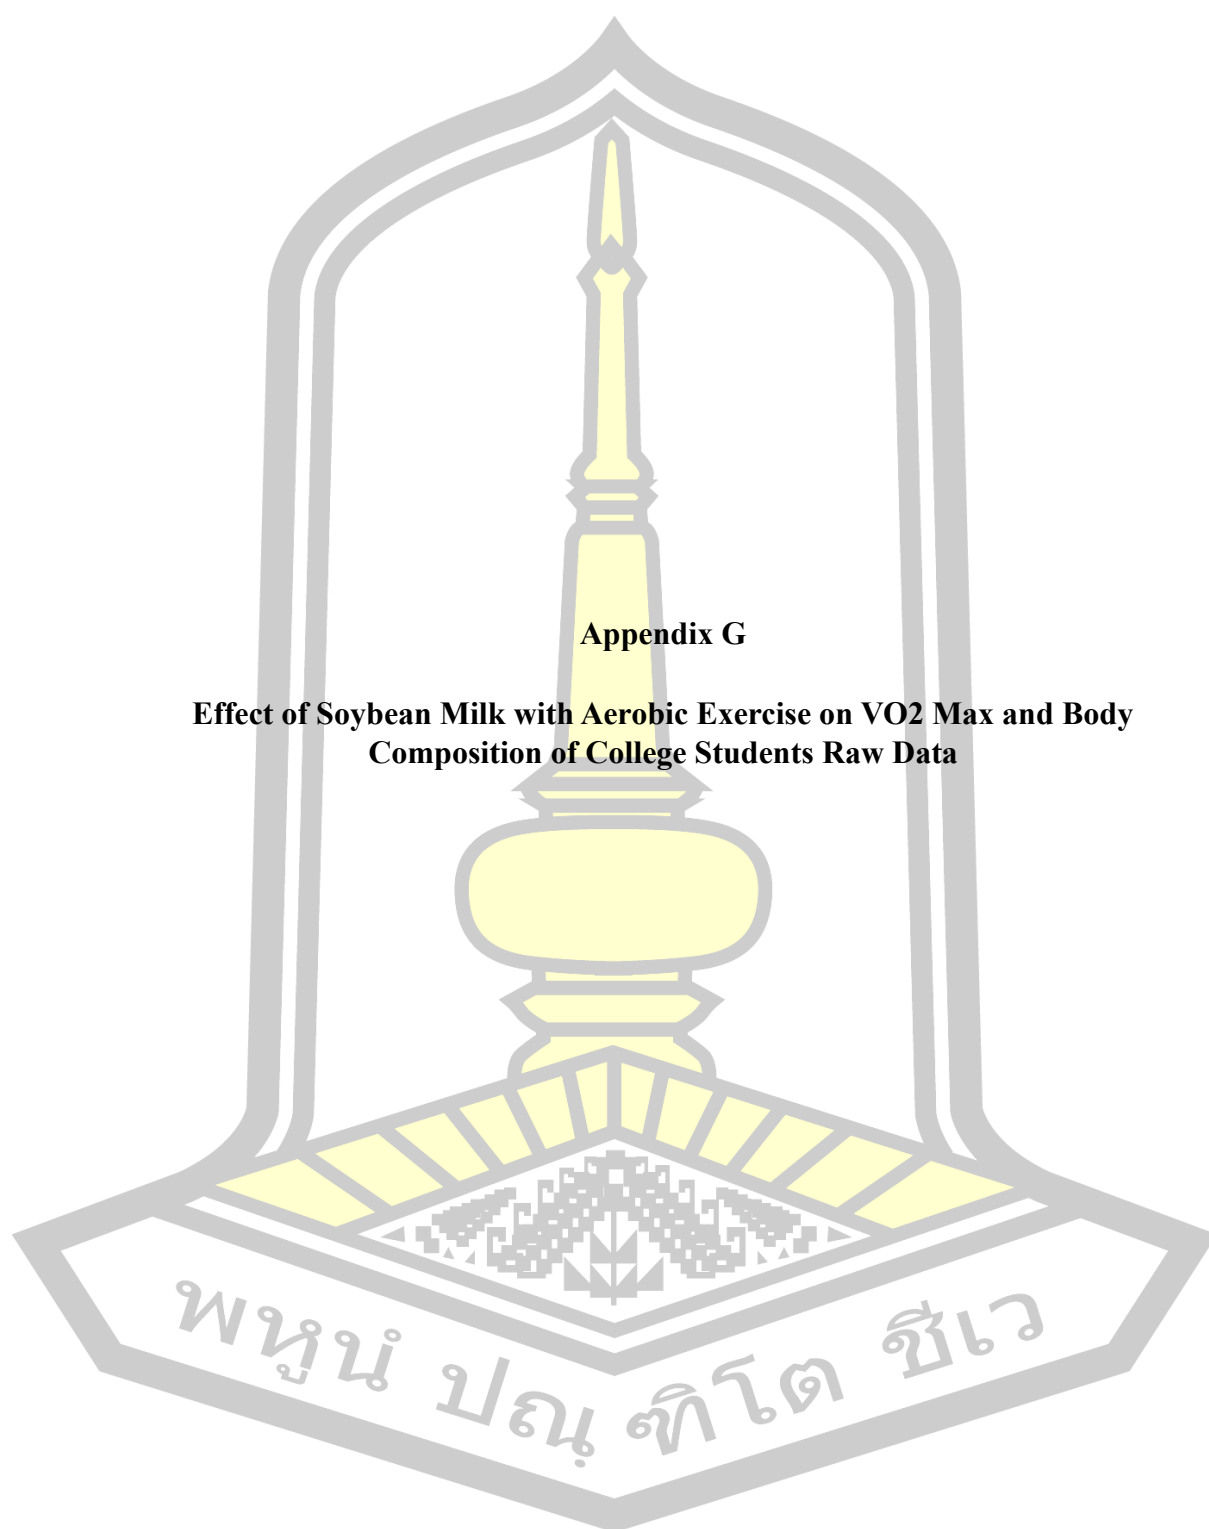 Appendix G
Effect of Soybean Milk with Aerobic Exercise on VO2 Max and Body
Composition of College Students Raw Data
พหูนํ ปณฺฑิโต ชีเว